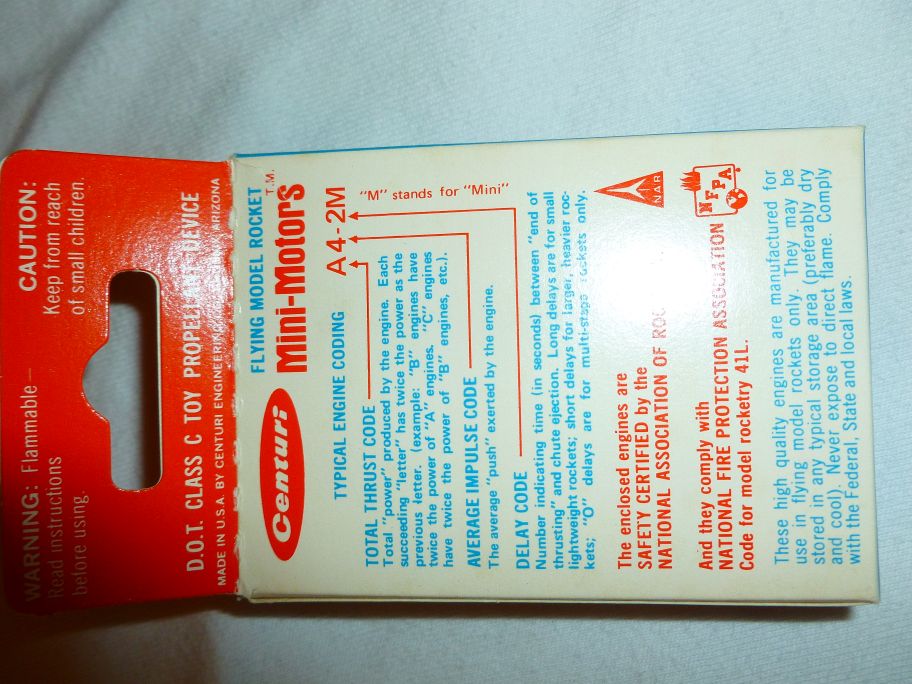 WARNING: Flammable—
Read instructions
before using
CAUTION:
Keep from reach
of small children.
D.O.T. CLASS C TOY PROPELLANT DEVICE
MADE IN U.S.A. BY CENTURI ENGINEERING ARIZONA
Centuri
FLYING MODEL ROCKET
Mini-Motors T.M.
TYPICAL ENGINE CODING
A4-2M
"M" stands for "Mini"
TOTAL THRUST CODE
Total "power" produced by the engine. Each
succeeding "letter" has twice the power as the
previous letter. (example: "B" engines have
twice the power of "A" engines, "C" engines
have twice the power of "B" engines, etc.).
AVERAGE IMPULSE CODE
The average "push" exerted by the engine.
DELAY CODE
Number indicating time (in seconds) between "end of
thrusting" and chute ejection. Long delays are for small
lightweight rockets; short delays for larger, heavier roc-
kets; "O" delays are for multi-stage rockets only.
The enclosed engines are
SAFETY CERTIFIED by the
NATIONAL ASSOCIATION OF ROC
NAR
And they comply with
NATIONAL FIRE PROTECTION ASSOCIATION
Code for model rocketry 41L.
NFPA
These high quality engines are manufactured for
use in flying model rockets only. They may be
stored in any typical storage area (preferably dry
and cool). Never expose to direct flame. Comply
with the Federal, State and local laws.